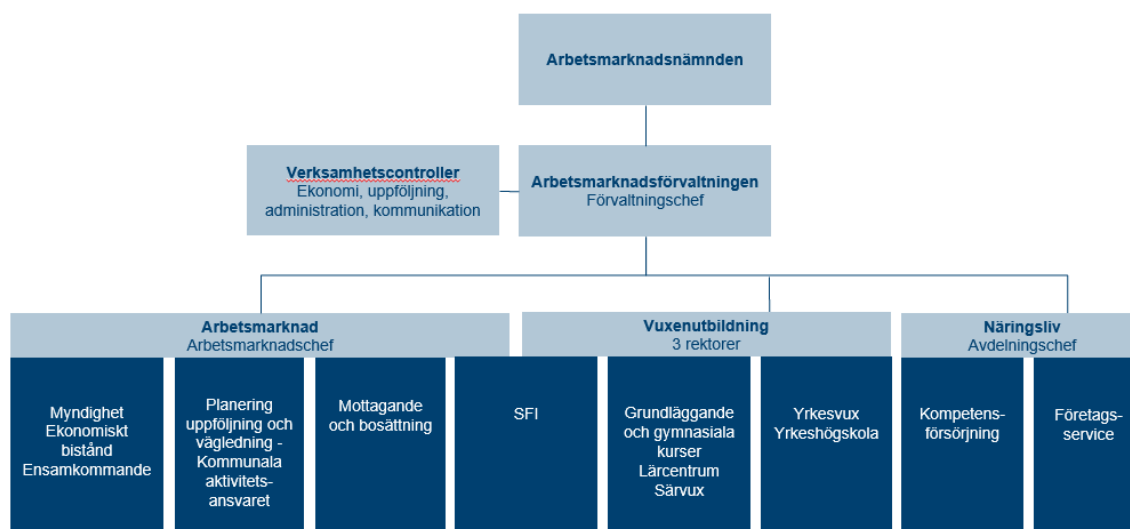 Arbetsmarknadsnämnden
Verksamhetscontroller
Ekonomi, uppföljning,
administration, kommunikation
Arbetsmarknadsförvaltningen
Förvaltningschef
Arbetsmarknad
Arbetsmarknadschef
Vuxenutbildning
3 rektorer
Näringsliv
Avdelningschef
Myndighet
Ekonomiskt
bistånd
Ensamkommande
Planering
uppföljning och
vägledning -
Kommunala
aktivitets-
ansvaret
Mottagande
och bosättning
SFI
Grundläggande
och gymnasiala
kurser
Lärcentrum
Särvux
Yrkesvux
Yrkeshögskola
Kompetens-
försörjning
Företags-
service